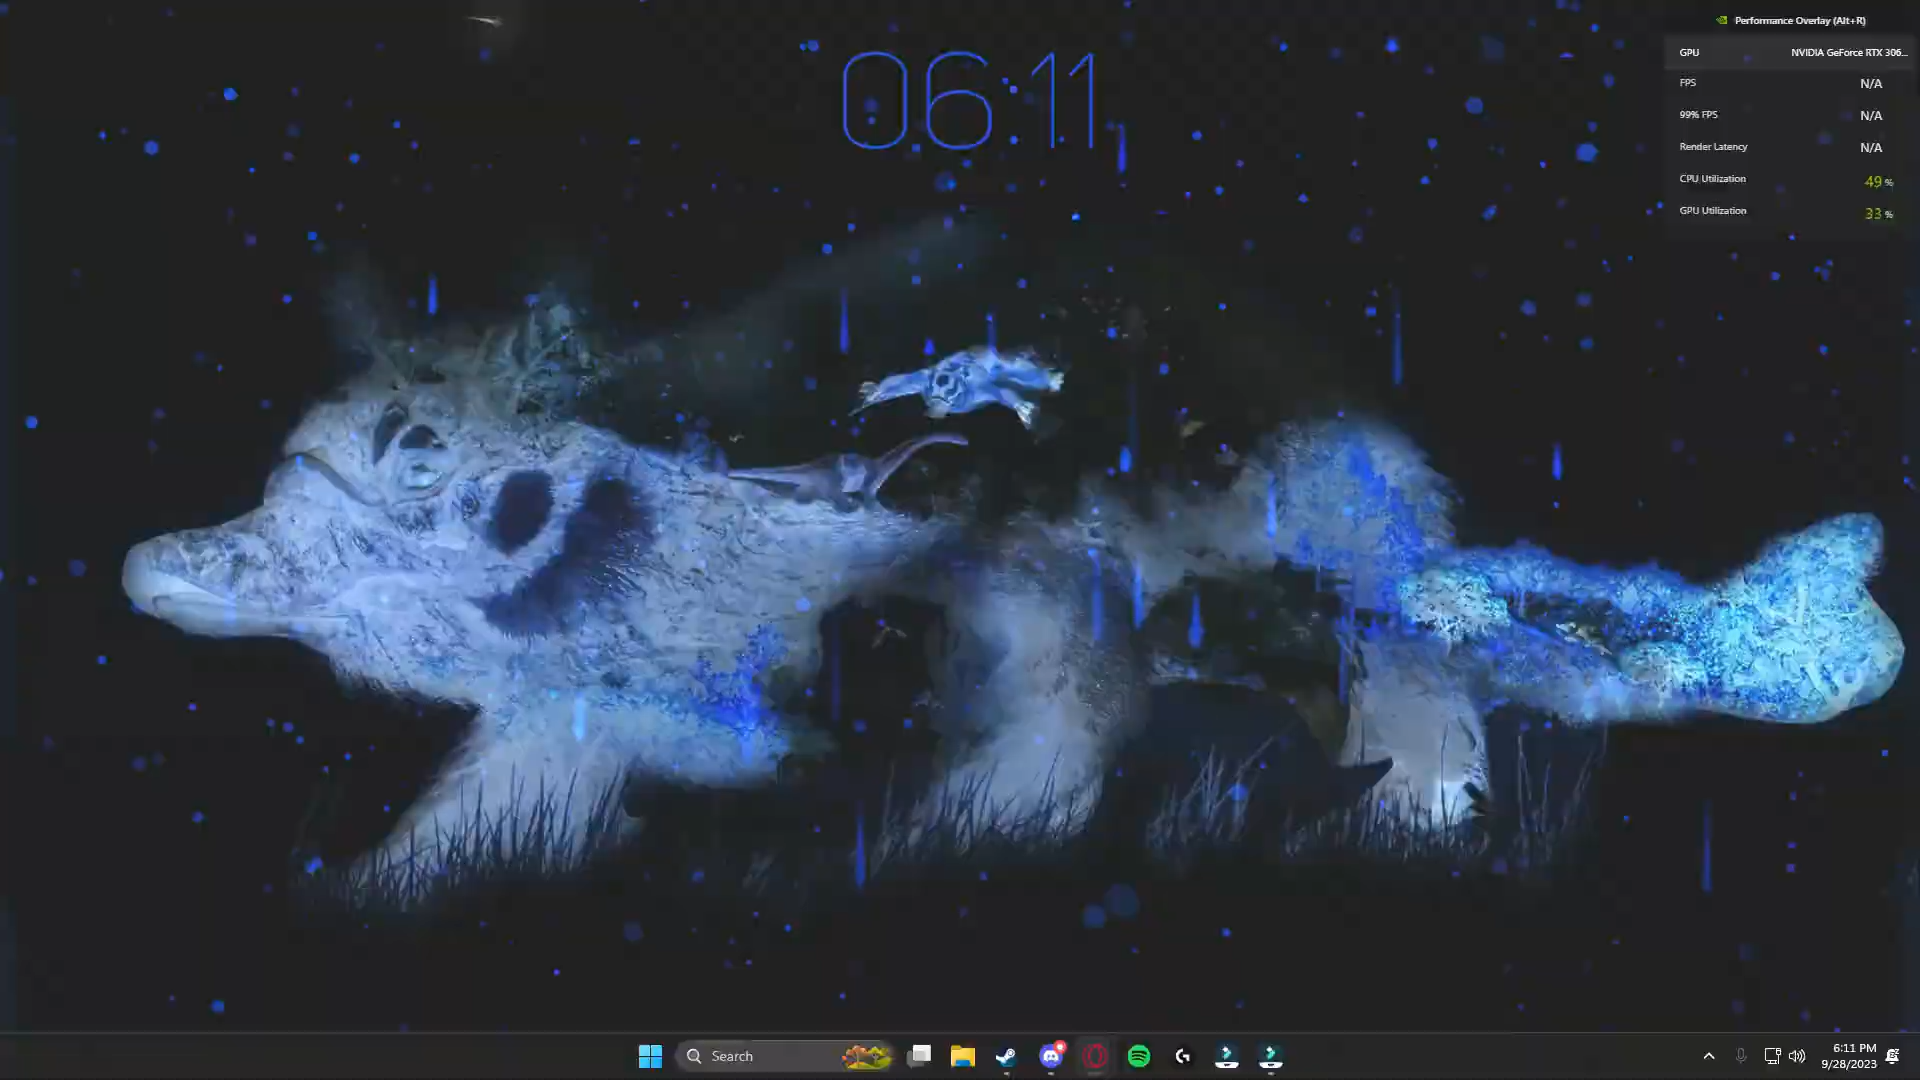 Performance Overlay (Alt+R)
06:11
GPU NVIDIA GeForce RTX 306...
FPS N/A
99% FPS N/A
Render Latency N/A
CPU Utilization 49 %
GPU Utilization 33 %
Search
6:11 PM
9/28/2023